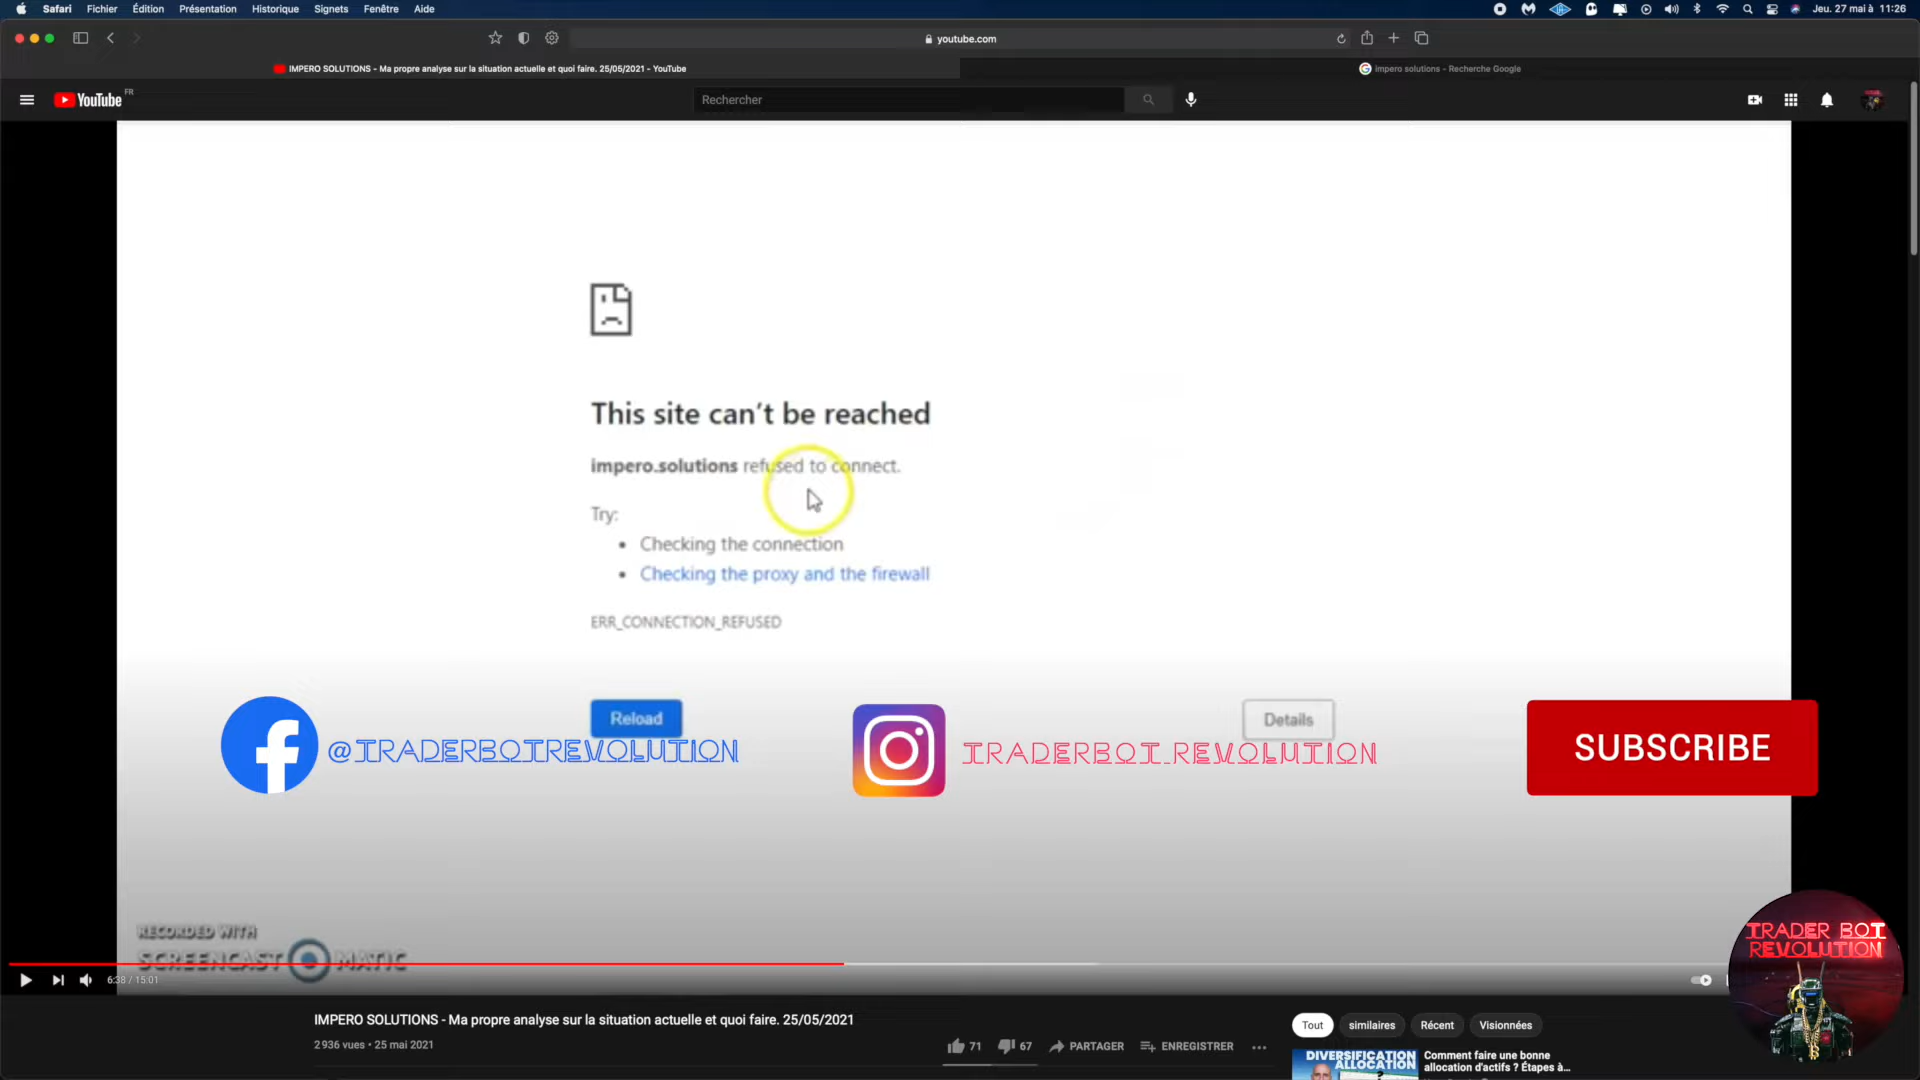 Safari Fichier Édition Présentation Historique Signets Fenêtre Aide
Jeu. 27 mai à 11:26
youtube.com
IMPERO SOLUTIONS - Ma propre analyse sur la situation actuelle et quoi faire. 25/05/2021 - YouTube
impero solutions - Recherche Google
YouTube FR
Rechercher
This site can't be reached
impero.solutions refused to connect.
Try:
• Checking the connection
• Checking the proxy and the firewall
ERR_CONNECTION_REFUSED
Reload
Details
@TRADERBOTREVOLUTION
TRADERBOT_REVOLUTION
SUBSCRIBE
RECORDED WITH
SCREENCAST MATIC
TRADER BOT
REVOLUTION
6:38 / 15:01
IMPERO SOLUTIONS - Ma propre analyse sur la situation actuelle et quoi faire. 25/05/2021
2 936 vues • 25 mai 2021
71
67
PARTAGER
ENREGISTRER
Tout
similaires
Récent
Visionnées
DIVERSIFICATION
ALLOCATION
Comment faire une bonne
allocation d'actifs ? Étapes à...